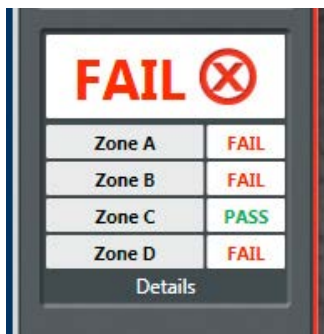 FAIL
Zone A FAIL
Zone B FAIL
Zone C PASS
Zone D FAIL
Details